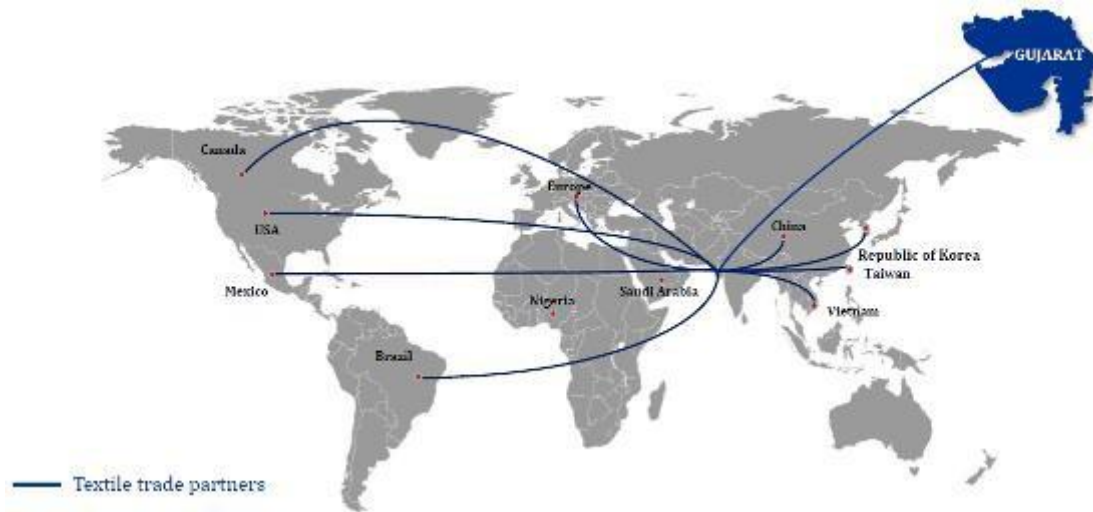 GUJARAT
Canada
Europe
USA
China
Republic of Korea
Taiwan
Mexico
Nigeria
Saudi Arabia
Vietnam
Brazil
Textile trade partners